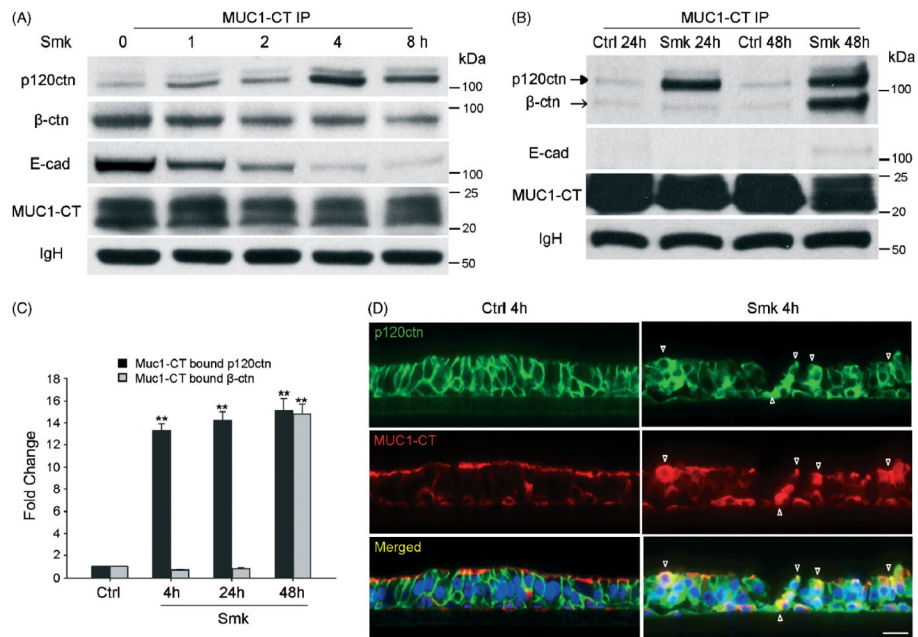 (A)
MUC1-CT IP
Smk 0 1 2 4 8 h
kDa
p120ctn
100
β-ctn
100
E-cad
100
MUC1-CT
25
20
IgH
50
(B)
MUC1-CT IP
Ctrl 24h Smk 24h Ctrl 48h Smk 48h
kDa
p120ctn
100
β-ctn
E-cad
100
MUC1-CT
25
20
IgH
50
(C)
Muc1-CT bound p120ctn
Muc1-CT bound β-ctn
Fold Change
18
16
14
12
10
8
6
4
2
0
** ** ** **
Ctrl 4h 24h 48h
Smk
(D)
Ctrl 4h Smk 4h
p120ctn
MUC1-CT
Merged